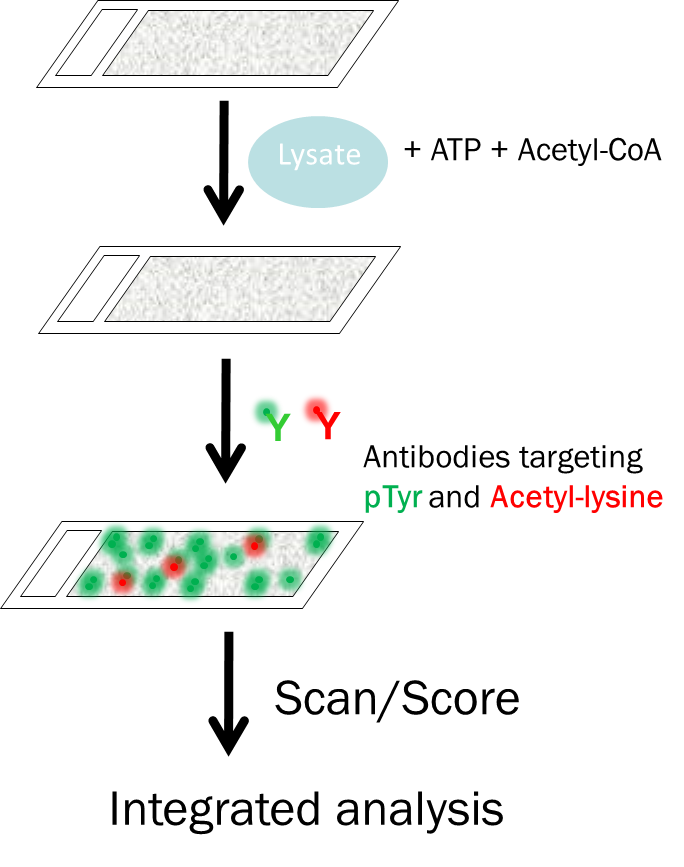 Lysate
+ ATP + Acetyl-CoA
Y Y
Antibodies targeting
pTyr and Acetyl-lysine
Scan/Score
Integrated analysis